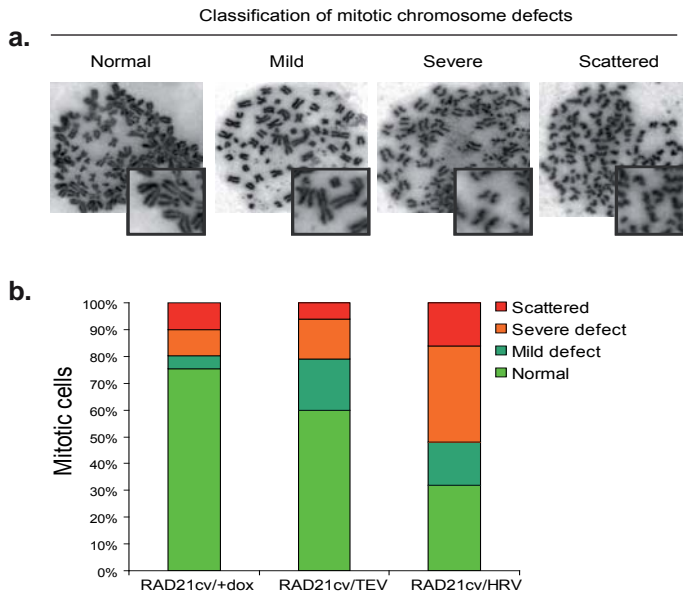 Classification of mitotic chromosome defects
a.
Normal Mild Severe Scattered
b.
100%
90%
80%
70%
60%
50%
40%
30%
20%
10%
0%
Mitotic cells
Scattered
Severe defect
Mild defect
Normal
RAD21cv/+dox RAD21cv/TEV RAD21cv/HRV